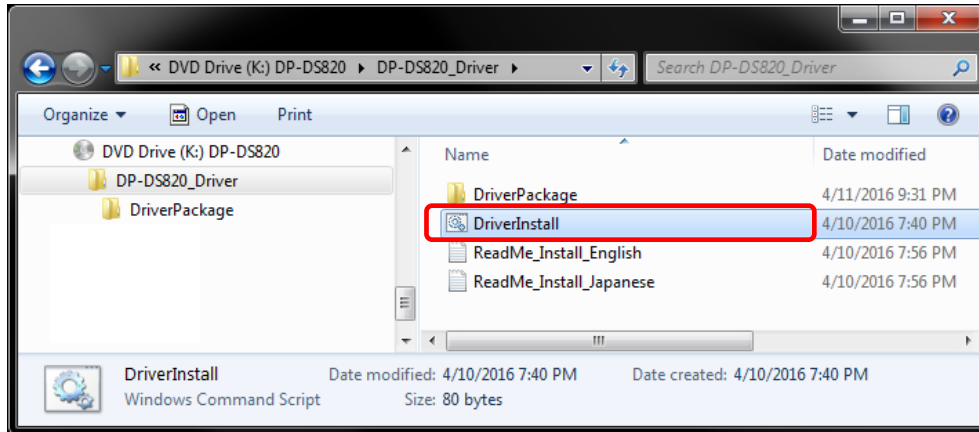 « DVD Drive (K:) DP-DS820 ▸ DP-DS820_Driver ▸ Search DP-DS820_Driver
Organize Open Print
DVD Drive (K:) DP-DS820
DP-DS820_Driver
DriverPackage
Name Date modified
DriverPackage 4/11/2016 9:31 PM
DriverInstall 4/10/2016 7:40 PM
ReadMe_Install_English 4/10/2016 7:56 PM
ReadMe_Install_Japanese 4/10/2016 7:56 PM
DriverInstall Date modified: 4/10/2016 7:40 PM Date created: 4/10/2016 7:40 PM
Windows Command Script Size: 80 bytes